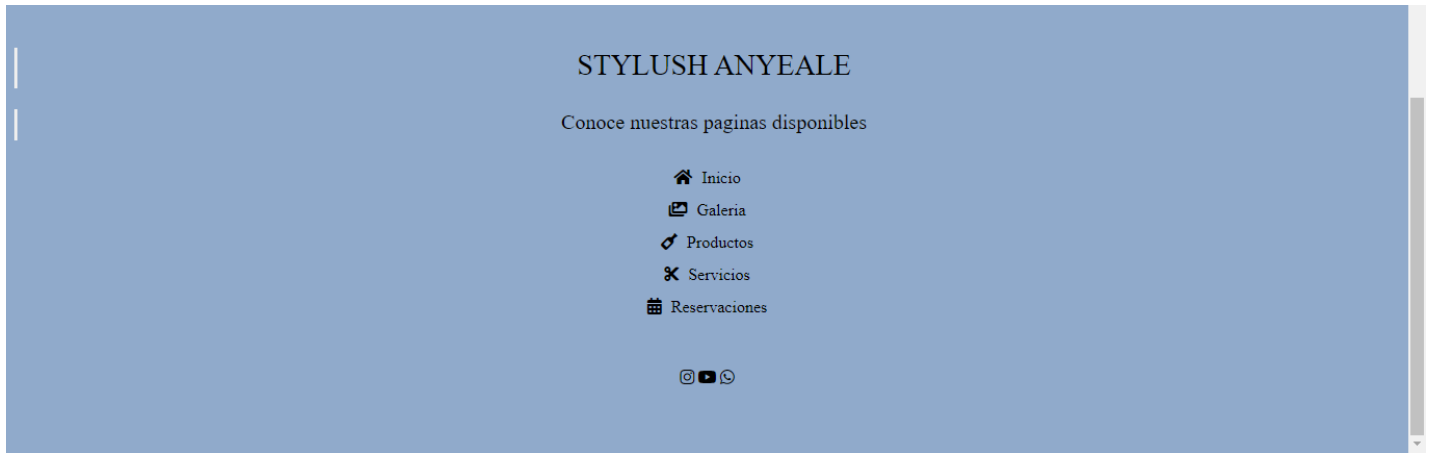 STYLUSH ANYEALE
Conoce nuestras paginas disponibles
Inicio
Galeria
Productos
Servicios
Reservaciones